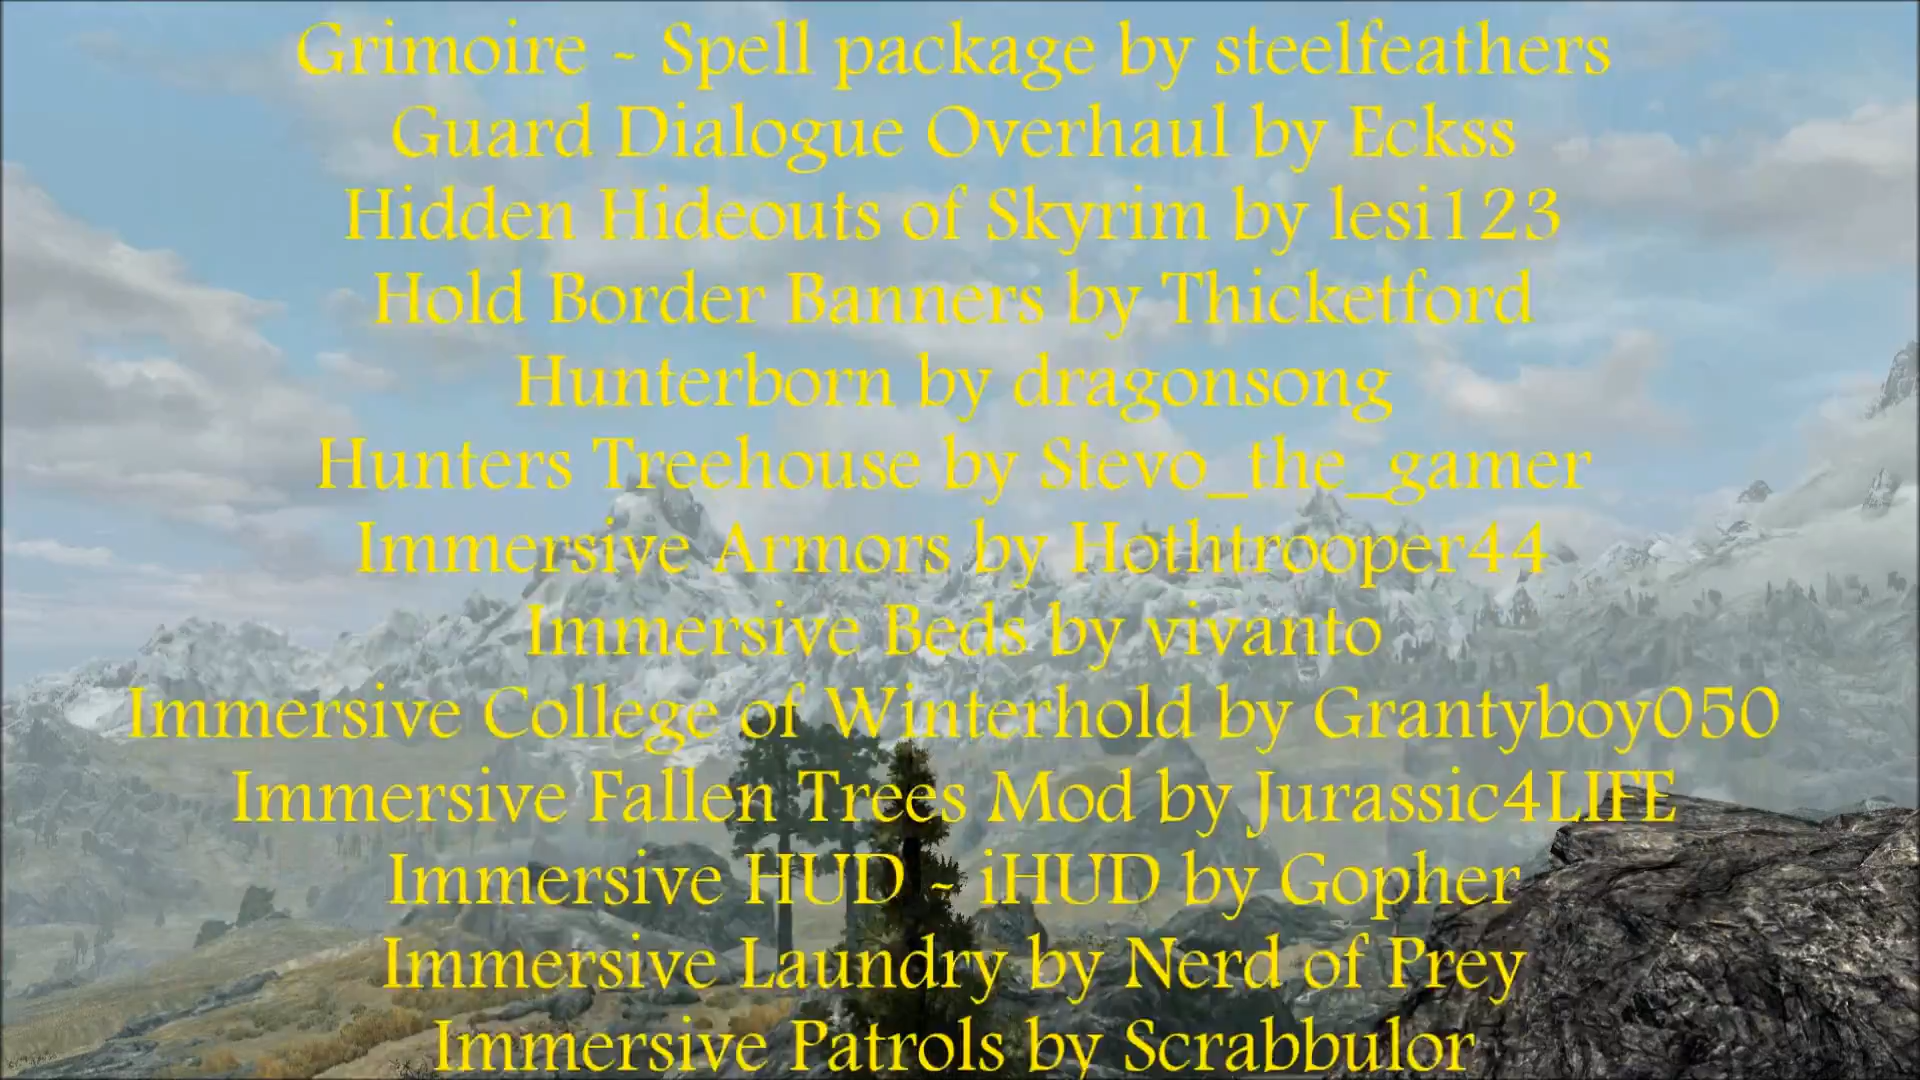 Grimoire - Spell package by steelfeathers
Guard Dialogue Overhaul by Eckss
Hidden Hideouts of Skyrim by lesi123
Hold Border Banners by Thicketford
Hunterborn by dragonsong
Hunters Treehouse by Stevo_the_gamer
Immersive Armors by Hothtrooper44
Immersive Beds by vivanto
Immersive College of Winterhold by Grantyboy050
Immersive Fallen Trees Mod by Jurassic4LIFE
Immersive HUD - iHUD by Gopher
Immersive Laundry by Nerd of Prey
Immersive Patrols by Scrabbulor